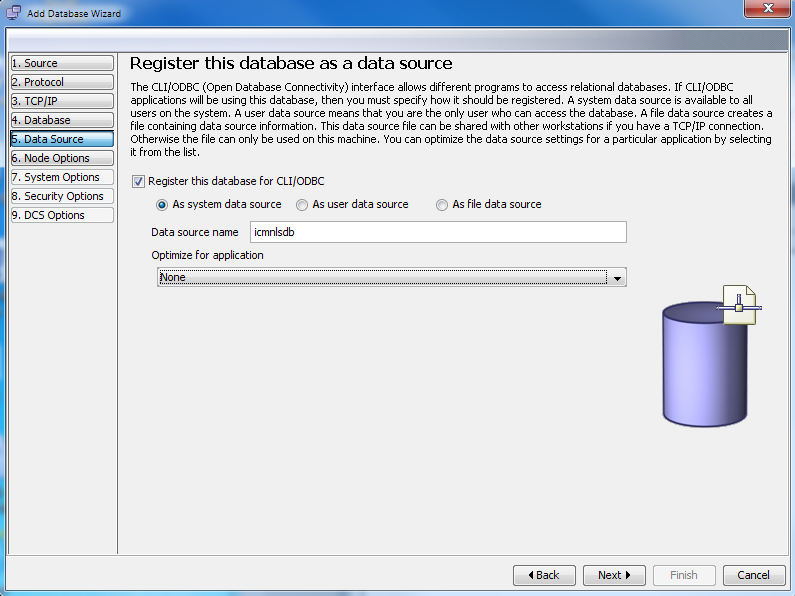 Add Database Wizard
1. Source
2. Protocol
3. TCP/IP
4. Database
5. Data Source
6. Node Options
7. System Options
8. Security Options
9. DCS Options
Register this database as a data source
The CLI/ODBC (Open Database Connectivity) interface allows different programs to access relational databases. If CLI/ODBC
applications will be using this database, then you must specify how it should be registered. A system data source is available to all
users on the system. A user data source means that you are the only user who can access the database. A file data source creates a
file containing data source information. This data source file can be shared with other workstations if you have a TCP/IP connection.
Otherwise the file can only be used on this machine. You can optimize the data source settings for a particular application by selecting
it from the list.
Register this database for CLI/ODBC
As system data source As user data source As file data source
Data source name icmnlsdb
Optimize for application
None
Back Next Finish Cancel